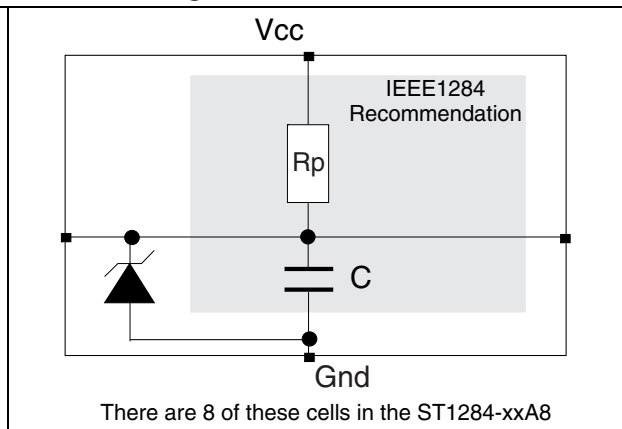 Vcc
IEEE1284
Recommendation
Rp
C
Gnd
There are 8 of these cells in the ST1284-xxA8